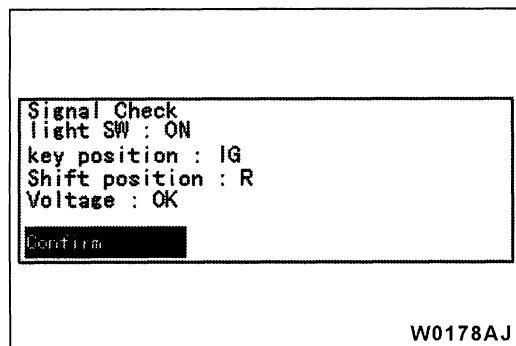 Signal Check
light SW : ON
key position : IG
Shift position : R
Voltage : OK
Confirm
W0178AJ